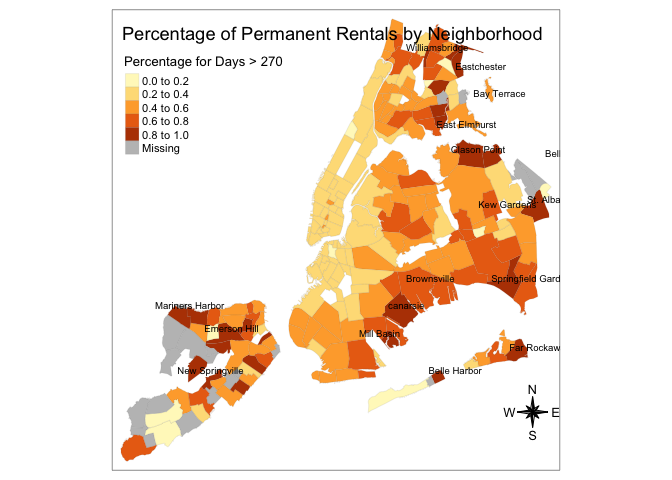 Percentage of Permanent Rentals by Neighborhood
Percentage for Days > 270
0.0 to 0.2
0.2 to 0.4
0.4 to 0.6
0.6 to 0.8
0.8 to 1.0
Missing
Williamsbridge
Eastchester
Bay Terrace
East Elmhurst
Clason Point
Bell
St. Alba
Kew Gardens
Brownsville
Springfield Gard
Mariners Harbor
canarsie
Emerson Hill
Mill Basin
Far Rockaw
New Springville
Belle Harbor
N
W
E
S